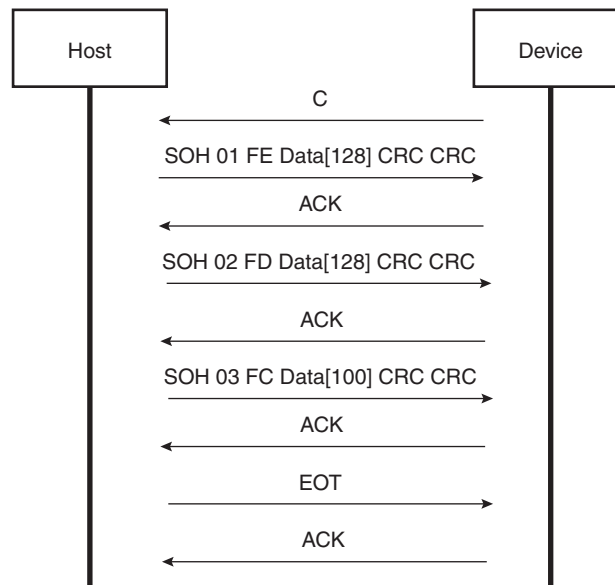 Host
Device
C
SOH 01 FE Data[128] CRC CRC
ACK
SOH 02 FD Data[128] CRC CRC
ACK
SOH 03 FC Data[100] CRC CRC
ACK
EOT
ACK